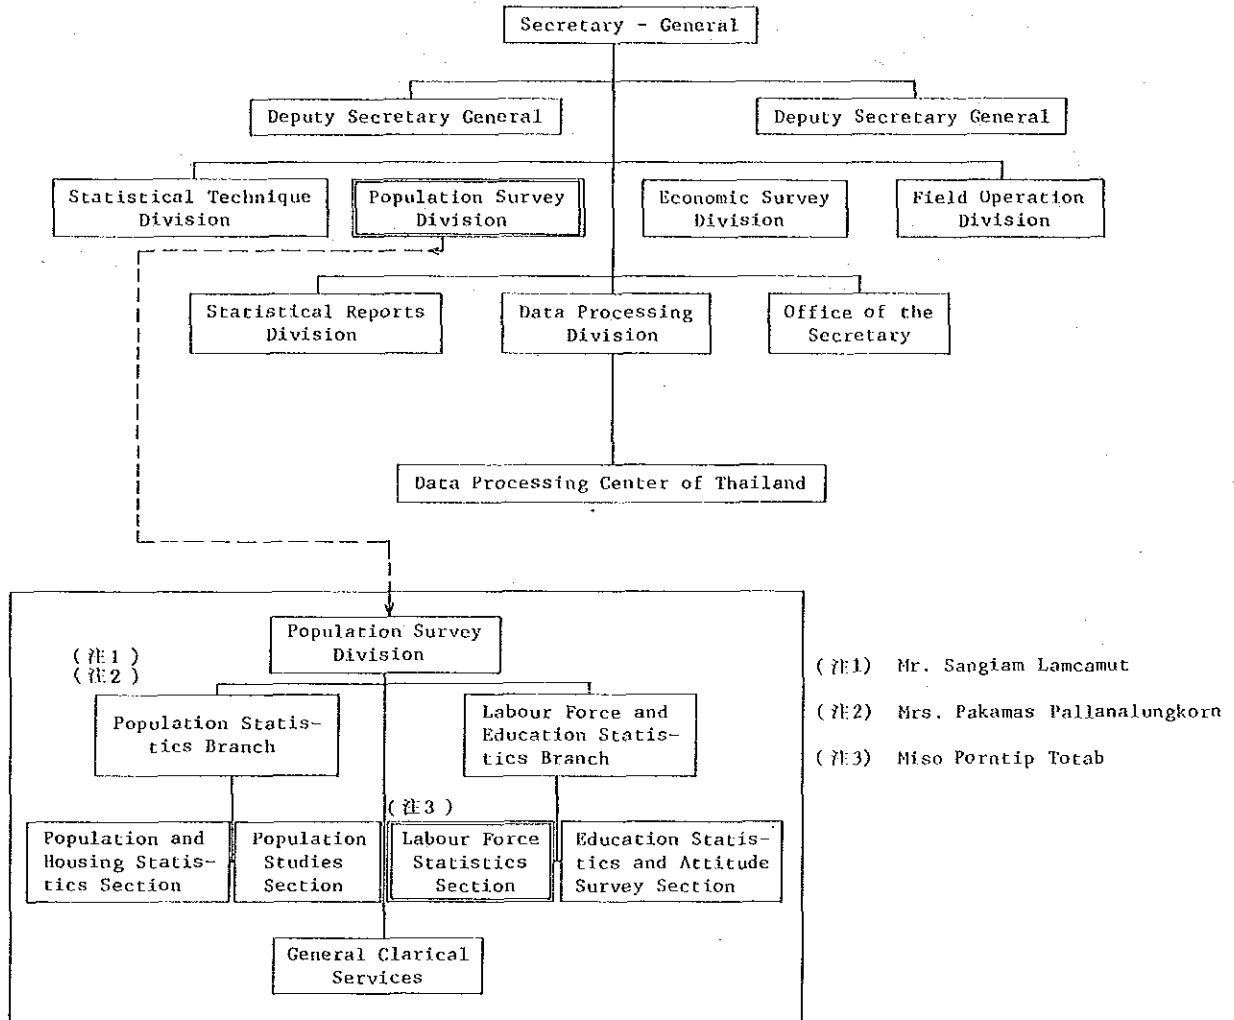 Secretary - General
Deputy Secretary General
Deputy Secretary General
Statistical Technique
Division
Population Survey
Division
Economic Survey
Division
Field Operation
Division
Statistical Reports
Division
Data Processing
Division
Office of the
Secretary
Data Processing Center of Thailand
Population Survey
Division
(注1)
(注2)
Population Statis-
tics Branch
Labour Force and
Education Statis-
tics Branch
(注3)
Population and
Housing Statis-
tics Section
Population
Studies
Section
Labour Force
Statistics
Section
Education Statis-
tics and Attitude
Survey Section
General Clarical
Services
(注1) Mr. Sangiam Lamcamut
(注2) Mrs. Pakamas Pallanalungkorn
(注3) Miso Porntip Totab